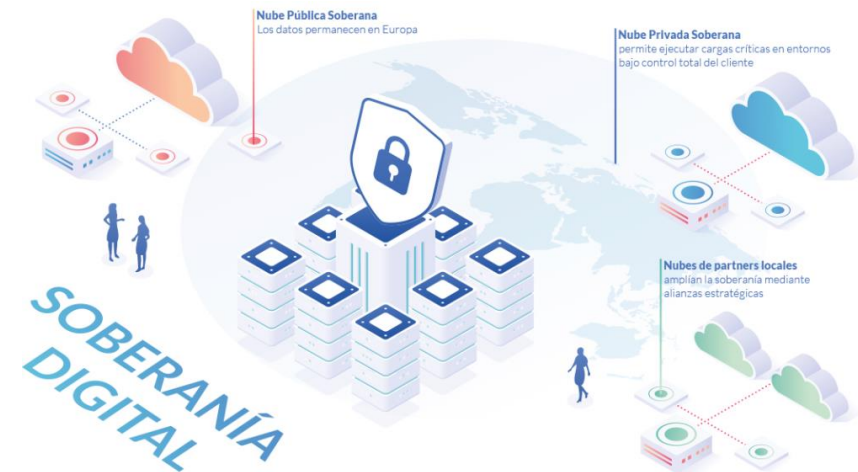 Nube Pública Soberana
Los datos permanecen en Europa
Nube Privada Soberana
permite ejecutar cargas críticas en entornos
bajo control total del cliente
Nubes de partners locales
amplían la soberanía mediante
alianzas estratégicas
SOBERANÍA
DIGITAL